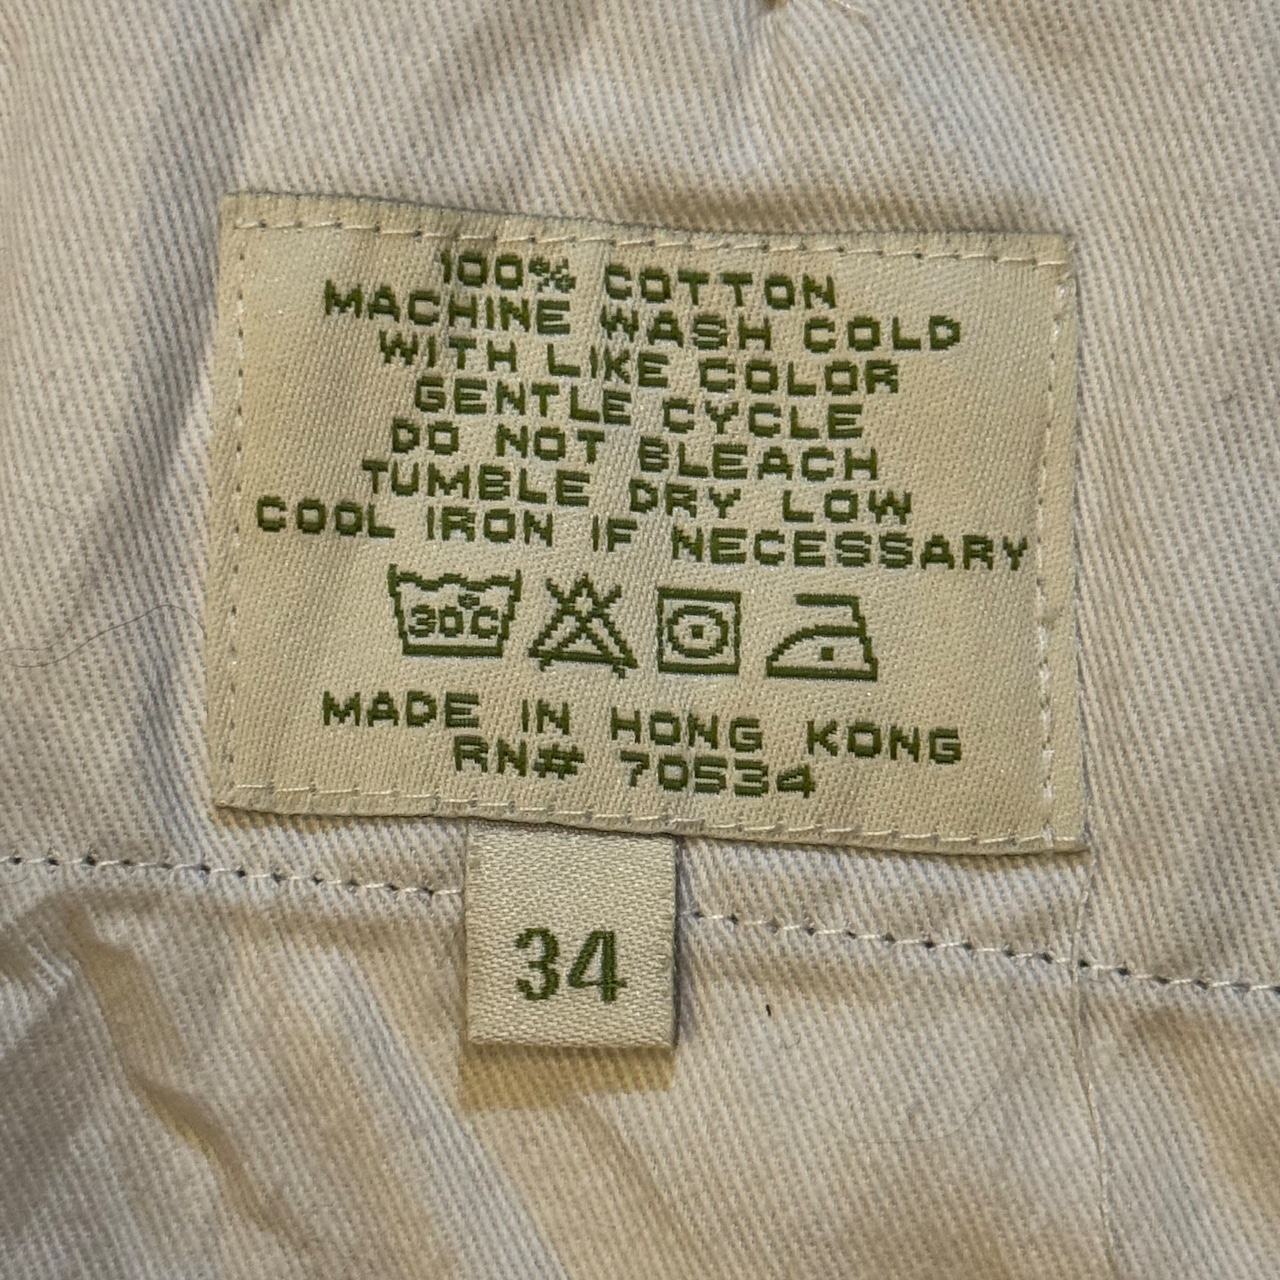 100% COTTON
MACHINE WASH COLD
WITH LIKE COLOR
GENTLE CYCLE
DO NOT BLEACH
TUMBLE DRY LOW
COOL IRON IF NECESSARY
30°C
MADE IN HONG KONG
RN# 70534
34